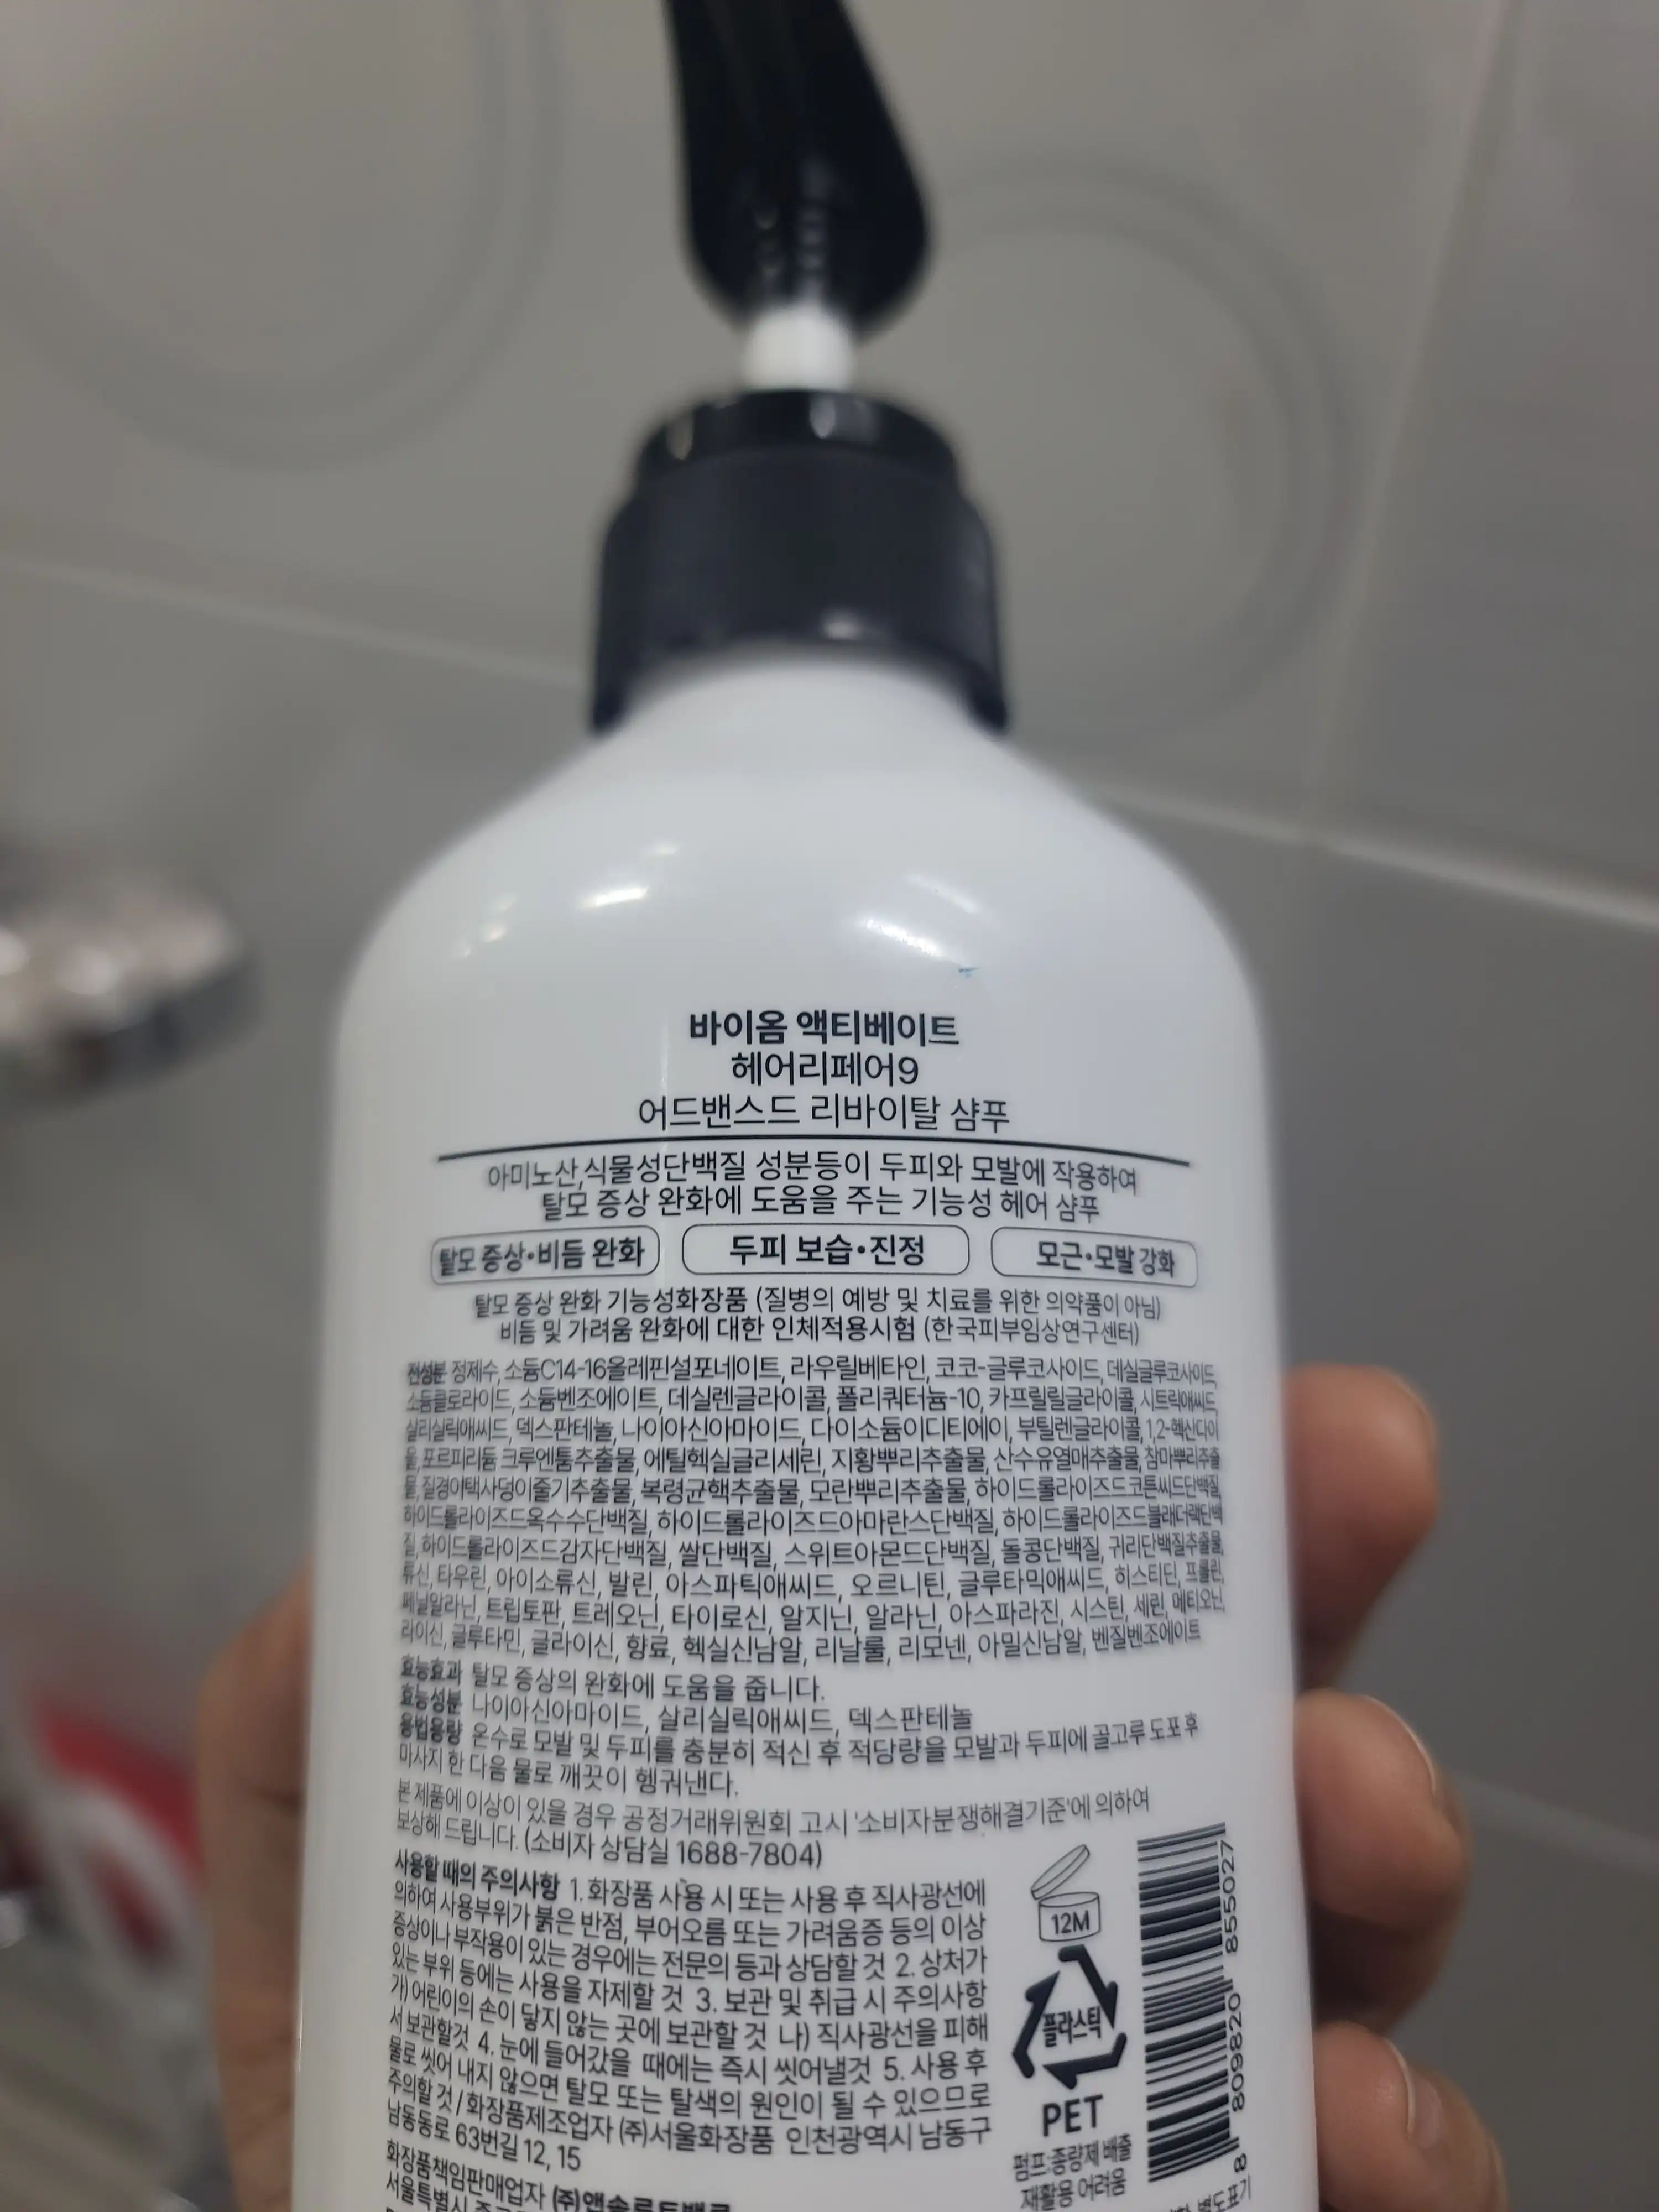 바이옴 액티베이트
헤어리페어9
어드밴스드 리바이탈 샴푸
아미노산,식물성단백질 성분등이 두피와 모발에 작용하여
탈모 증상 완화에 도움을 주는 기능성 헤어 샴푸
탈모 증상•비듬 완화 두피 보습•진정 모근•모발 강화
탈모 증상 완화 기능성화장품 (질병의 예방 및 치료를 위한 의약품이 아님)
비듬 및 가려움 완화에 대한 인체적용시험 (한국피부임상연구센터)
전성분 정제수, 소듐C14-16올레핀설포네이트, 라우릴베타인, 코코-글루코사이드, 데실글루코사이드,
소듐클로라이드, 소듐벤조에이트, 데실렌글라이콜, 폴리쿼터늄-10, 카프릴릴글라이콜, 시트릭애씨드,
살리실릭애씨드, 덱스판테놀, 나이아신아마이드, 다이소듐이디티에이, 부틸렌글라이콜, 1,2-헥산다이
올, 포르피리듐 크루엔툼추출물, 에틸헥실글리세린, 지황뿌리추출물, 산수유열매추출물, 참마뿌리추출
물, 질경이택사덩이줄기추출물, 복령균핵추출물, 모란뿌리추출물, 하이드롤라이즈드코튼씨드단백질,
하이드롤라이즈드옥수수단백질, 하이드롤라이즈드아마란스단백질, 하이드롤라이즈드블래더랙단백
질, 하이드롤라이즈드감자단백질, 쌀단백질, 스위트아몬드단백질, 돌콩단백질, 귀리단백질추출물,
류신, 타우린, 아이소류신, 발린, 아스파틱애씨드, 오르니틴, 글루타믹애씨드, 히스티딘, 프롤린,
페닐알라닌, 트립토판, 트레오닌, 타이로신, 알지닌, 알라닌, 아스파라진, 시스틴, 세린, 메티오닌,
라이신, 글루타민, 글라이신, 향료, 헥실신남알, 리날룰, 리모넨, 아밀신남알, 벤질벤조에이트
효능효과 탈모 증상의 완화에 도움을 줍니다.
효능성분 나이아신아마이드, 살리실릭애씨드, 덱스판테놀
용법용량 온수로 모발 및 두피를 충분히 적신 후 적당량을 모발과 두피에 골고루 도포 후
마사지 한 다음 물로 깨끗이 헹궈낸다.
본 제품에 이상이 있을 경우 공정거래위원회 고시 '소비자분쟁해결기준'에 의하여
보상해 드립니다. (소비자 상담실 1688-7804)
사용할 때의 주의사항 1. 화장품 사용 시 또는 사용 후 직사광선에
의하여 사용부위가 붉은 반점, 부어오름 또는 가려움증 등의 이상
증상이나 부작용이 있는 경우에는 전문의 등과 상담할 것 2. 상처가
있는 부위 등에는 사용을 자제할 것 3. 보관 및 취급 시 주의사항
가) 어린이의 손이 닿지 않는 곳에 보관할 것 나) 직사광선을 피해
서 보관할것 4. 눈에 들어갔을 때에는 즉시 씻어낼것 5. 사용 후
물로 씻어 내지 않으면 탈모 또는 탈색의 원인이 될 수 있으므로
주의할 것 / 화장품제조업자 (주)서울화장품 인천광역시 남동구
남동동로 63번길 12, 15
화장품책임판매업자 (주)앱솔루트
서울특별시
12M
플라스틱
PET
펌프:종량제 배출
재활용 어려움
8 809820 855027
별도표기